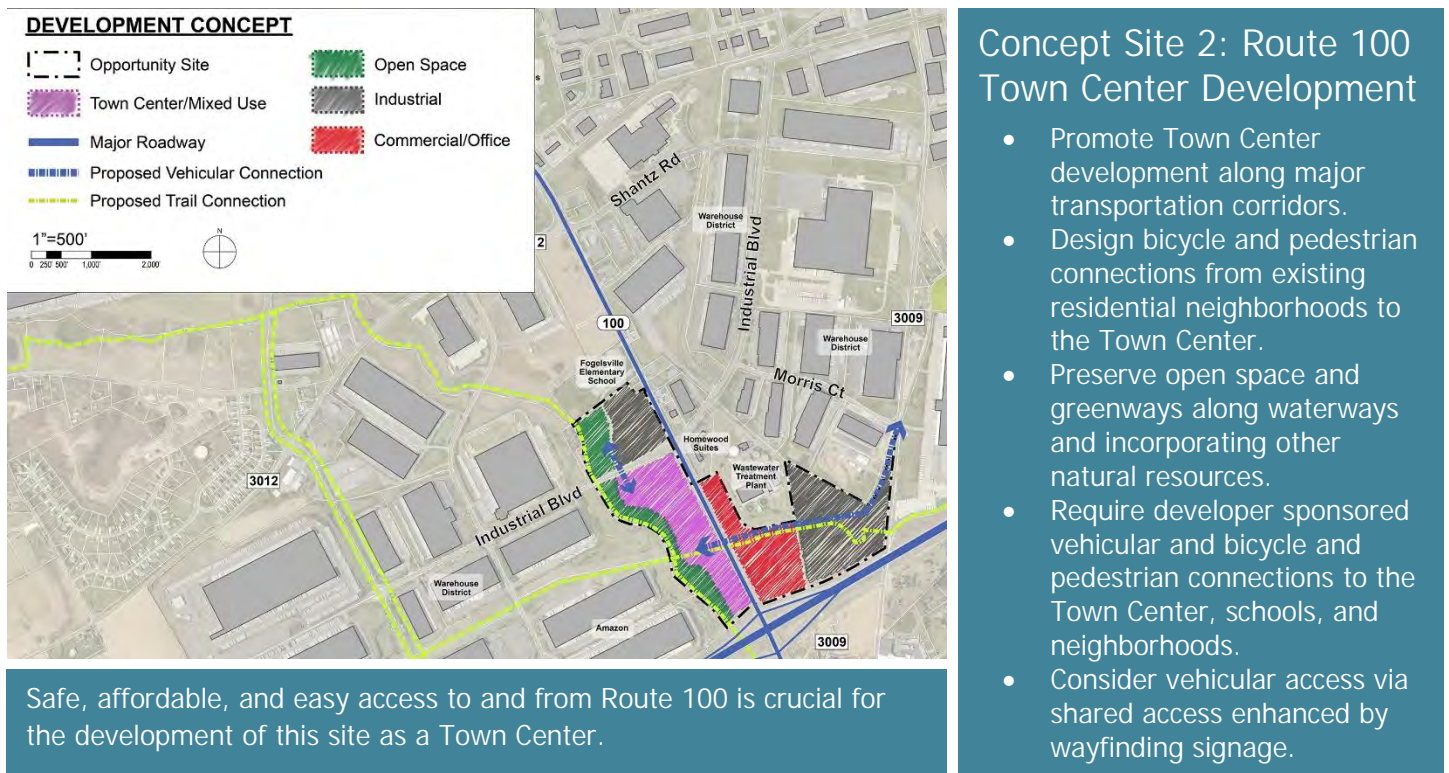 DEVELOPMENT CONCEPT
Opportunity Site
Open Space
Town Center/Mixed Use
Industrial
Major Roadway
Commercial/Office
Proposed Vehicular Connection
Proposed Trail Connection
1"=500'
0 250' 500' 1,000' 2,000'
N
s
2
Shantz Rd
Warehouse
District
Industrial Blvd
100
3009
Warehouse
District
Fogelsville
Elementary
School
Morris Ct
Homewood
Suites
Wastewater
Treatment
Plant
3012
Industrial Blvd
Warehouse
District
Amazon
3009
Safe, affordable, and easy access to and from Route 100 is crucial for
the development of this site as a Town Center.
Concept Site 2: Route 100
Town Center Development
• Promote Town Center
development along major
transportation corridors.
• Design bicycle and pedestrian
connections from existing
residential neighborhoods to
the Town Center.
• Preserve open space and
greenways along waterways
and incorporating other
natural resources.
• Require developer sponsored
vehicular and bicycle and
pedestrian connections to the
Town Center, schools, and
neighborhoods.
• Consider vehicular access via
shared access enhanced by
wayfinding signage.